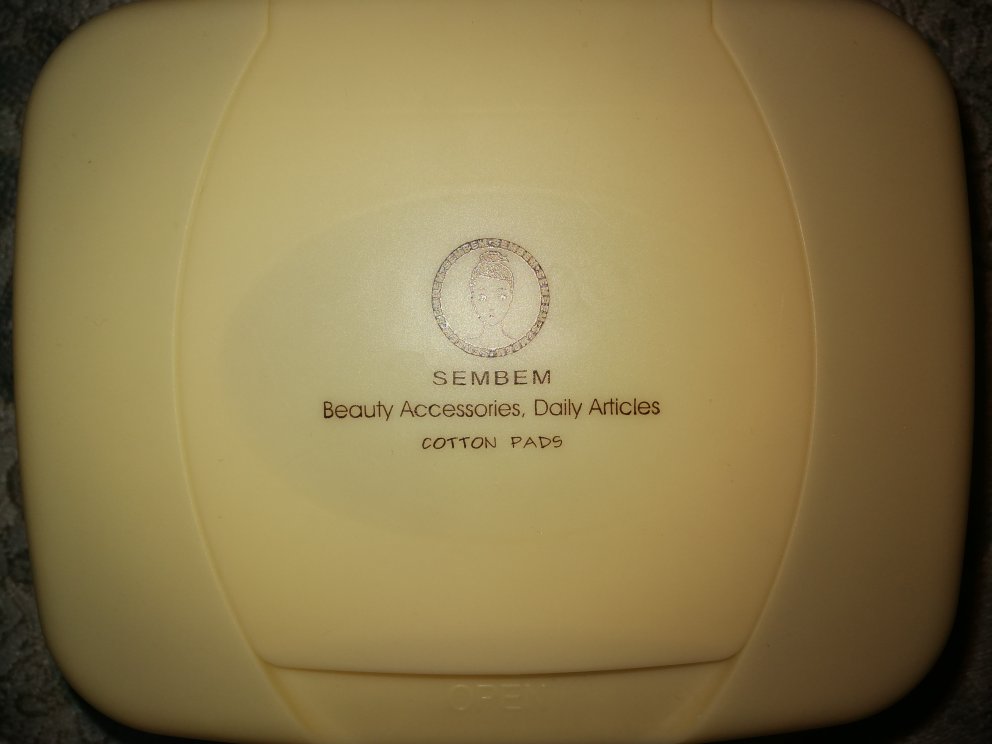 SEMBEM
Beauty Accessories, Daily Articles
COTTON PADS
OPEN